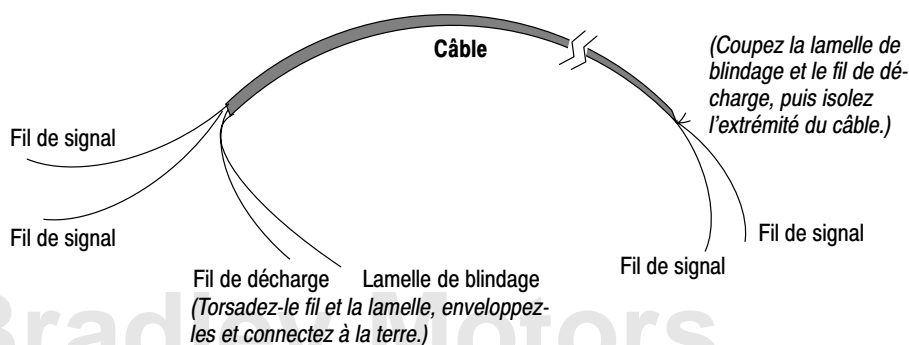 Câble
(Coupez la lamelle de
blindage et le fil de dé-
charge, puis isolez
l'extrémité du câble.)
Fil de signal
Fil de signal
Fil de signal
Fil de signal
Fil de décharge
Lamelle de blindage
(Torsadez-le fil et la lamelle, enveloppez-
les et connectez à la terre.)
Bradley Motors